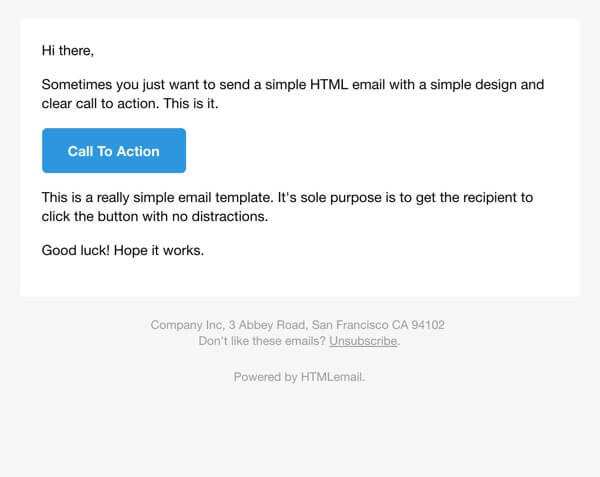 Hi there,
Sometimes you just want to send a simple HTML email with a simple design and
clear call to action. This is it.
Call To Action
This is a really simple email template. It's sole purpose is to get the recipient to
click the button with no distractions.
Good luck! Hope it works.
Company Inc, 3 Abbey Road, San Francisco CA 94102
Don't like these emails? Unsubscribe.
Powered by HTMLemail.